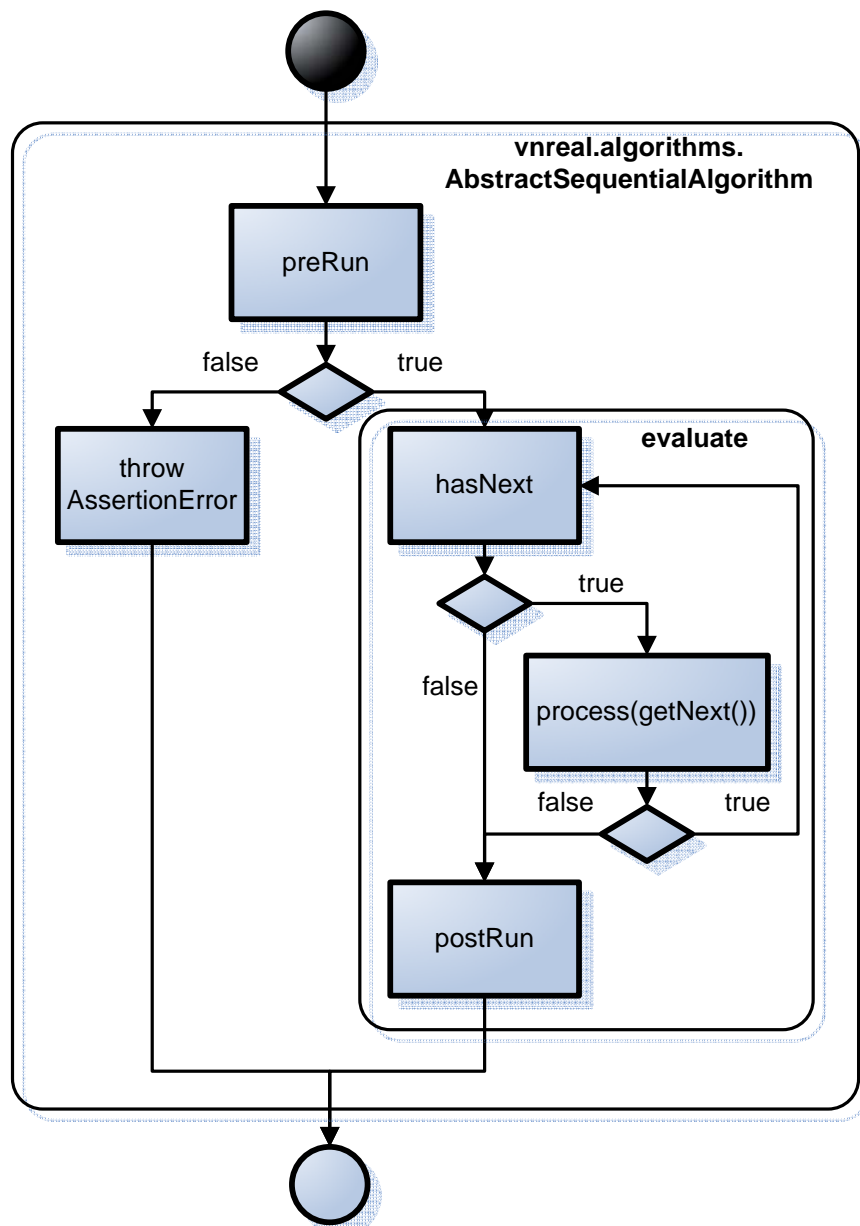 vnreal.algorithms.
AbstractSequentialAlgorithm
preRun
false
true
throw
AssertionError
evaluate
hasNext
true
false
process(getNext())
false
true
postRun